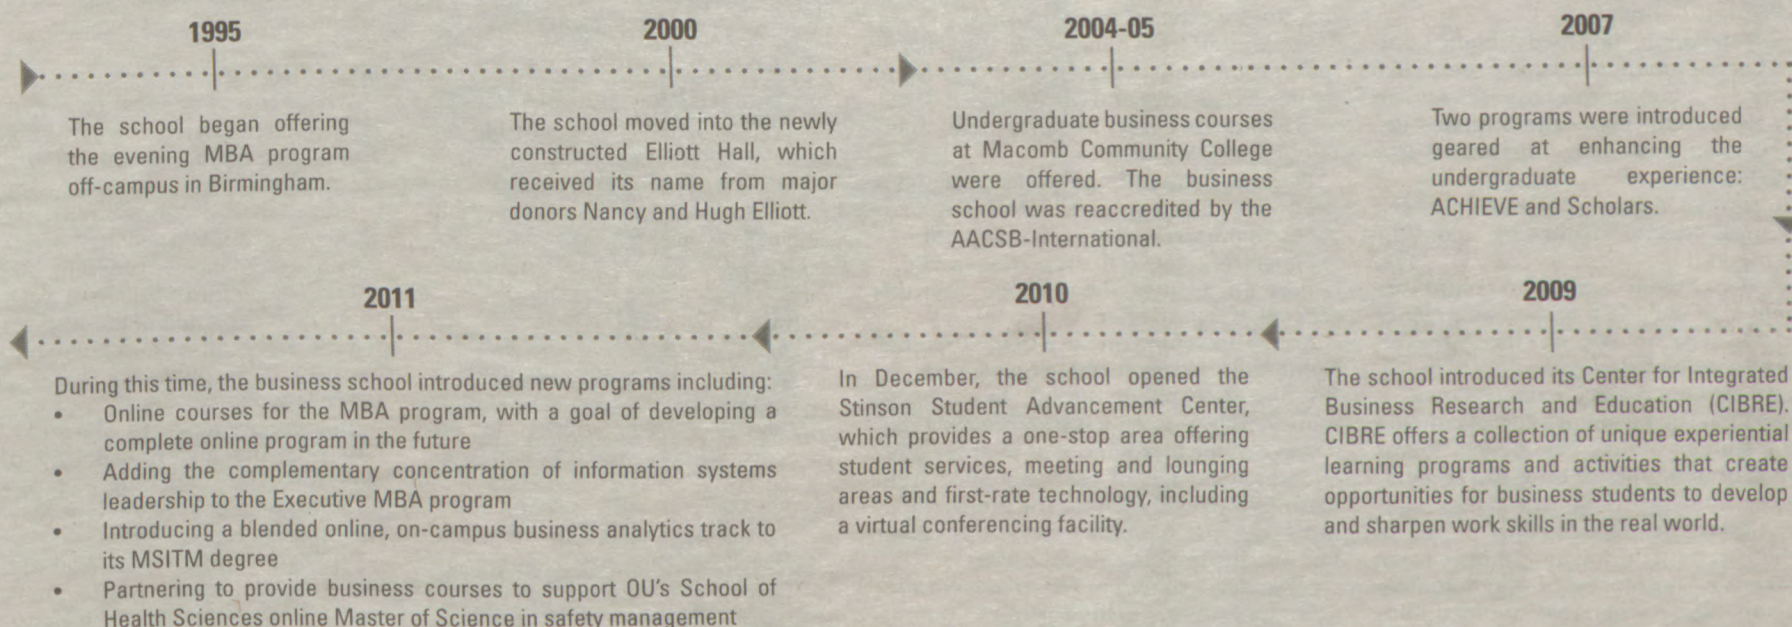 1995
The school began offering
the evening MBA program
off-campus in Birmingham.
2000
The school moved into the newly
constructed Elliott Hall, which
received its name from major
donors Nancy and Hugh Elliott.
2004-05
Undergraduate business courses
at Macomb Community College
were offered. The business
school was reaccredited by the
AACSB-International.
2007
Two programs were introduced
geared at enhancing the
undergraduate experience:
ACHIEVE and Scholars.
2009
The school introduced its Center for Integrated
Business Research and Education (CIBRE).
CIBRE offers a collection of unique experiential
learning programs and activities that create
opportunities for business students to develop
and sharpen work skills in the real world.
2010
In December, the school opened the
Stinson Student Advancement Center,
which provides a one-stop area offering
student services, meeting and lounging
areas and first-rate technology, including
a virtual conferencing facility.
2011
During this time, the business school introduced new programs including:
• Online courses for the MBA program, with a goal of developing a
complete online program in the future
• Adding the complementary concentration of information systems
leadership to the Executive MBA program
• Introducing a blended online, on-campus business analytics track to
its MSITM degree
• Partnering to provide business courses to support OU's School of
Health Sciences online Master of Science in safety management